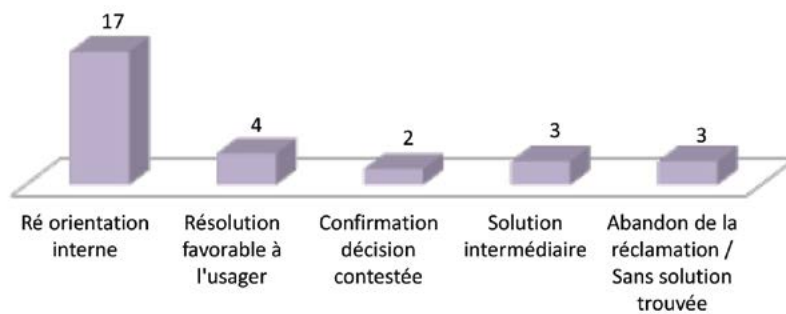 17
4
2
3
3
Ré orientation
interne
Résolution
favorable à
l'usager
Confirmation
décision
contestée
Solution
intermédiaire
Abandon de la
réclamation /
Sans solution
trouvée